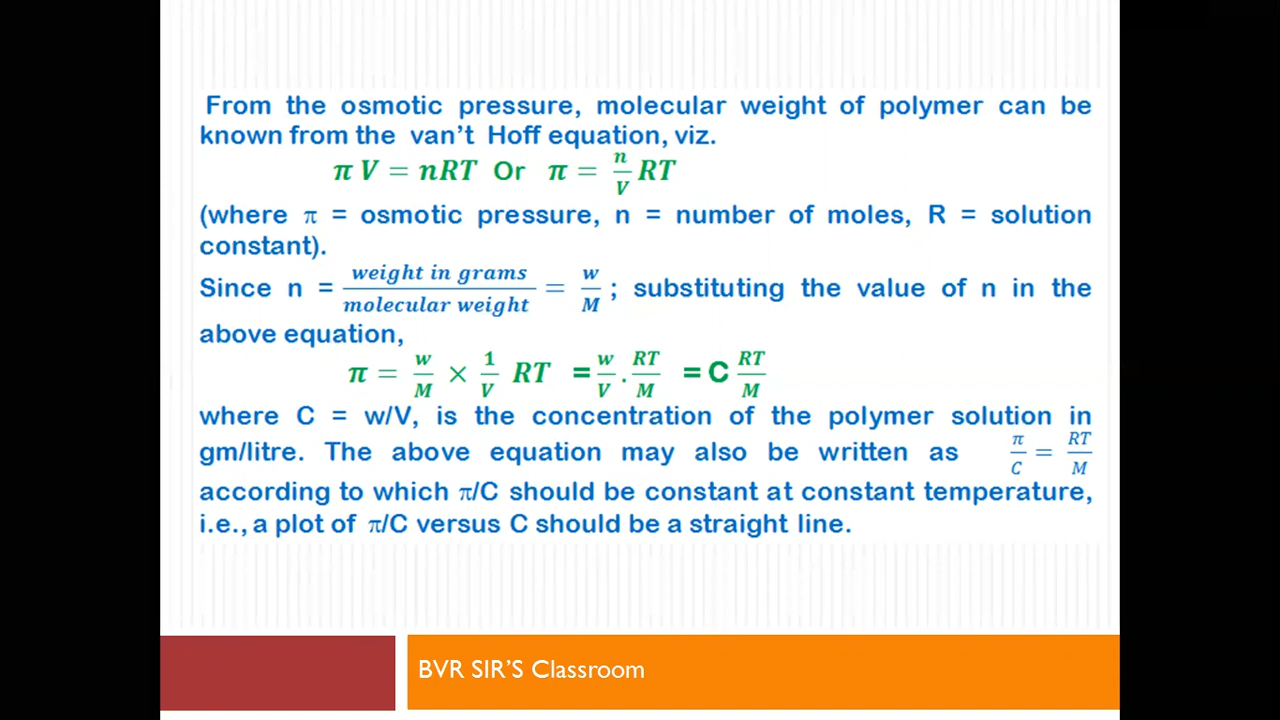 From the osmotic pressure, molecular weight of polymer can be
known from the van't Hoff equation, viz.
π V = nRT Or π = n/V RT
(where π = osmotic pressure, n = number of moles, R = solution
constant).
Since n = weight in grams/molecular weight = w/M ; substituting the value of n in the
above equation,
π = w/M × 1/V RT = w/V . RT/M = C RT/M
where C = w/V, is the concentration of the polymer solution in
gm/litre. The above equation may also be written as π/C = RT/M
according to which π/C should be constant at constant temperature,
i.e., a plot of π/C versus C should be a straight line.
BVR SIR'S Classroom